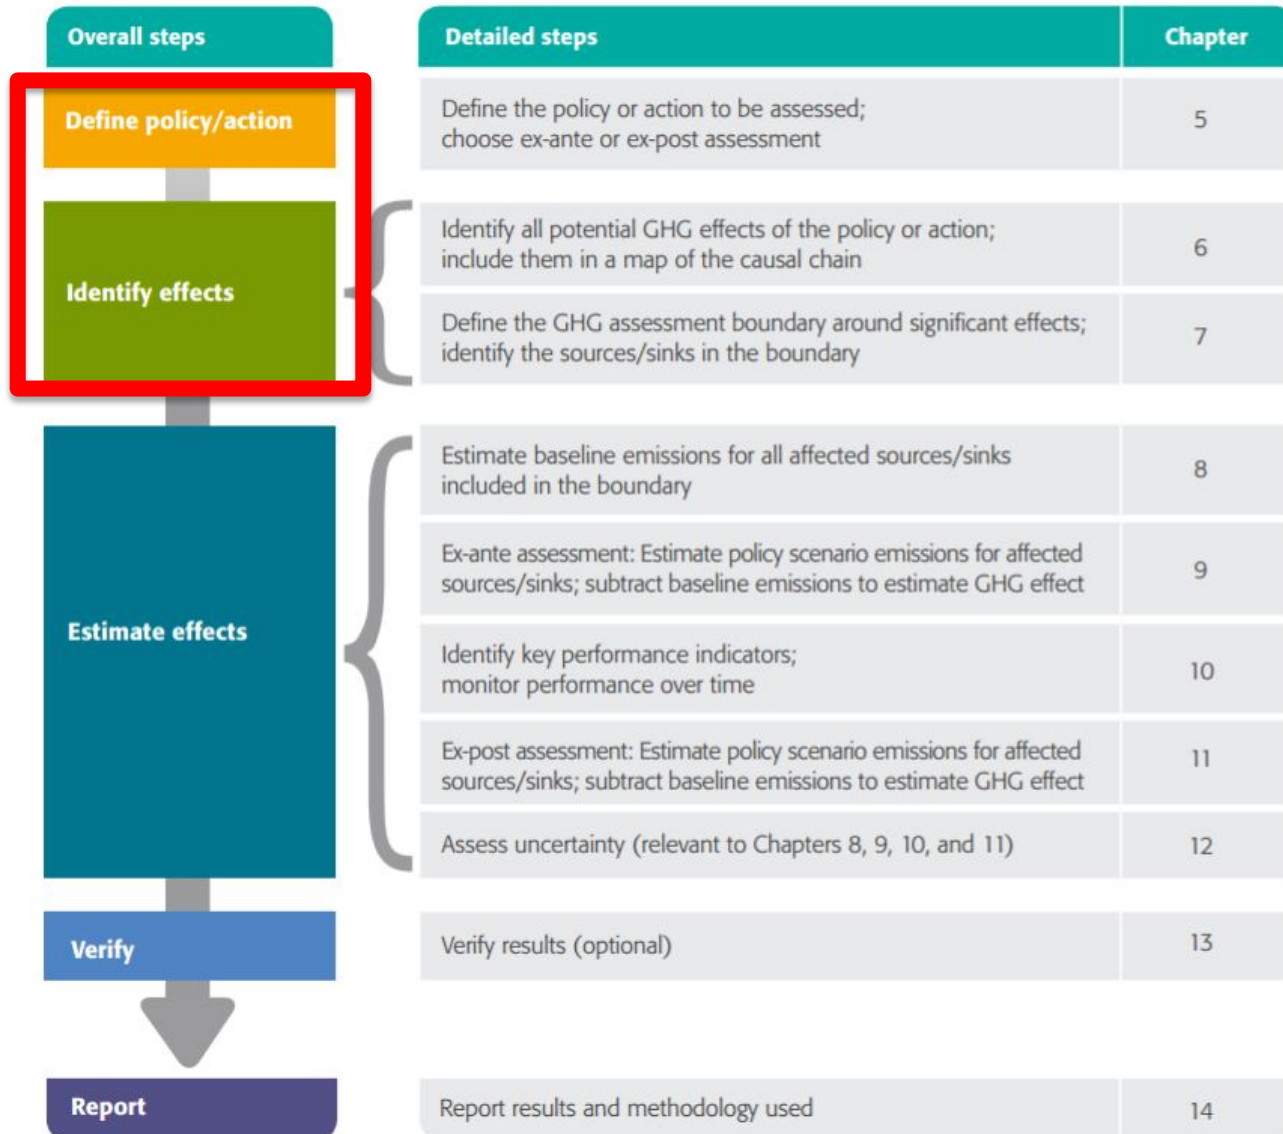 Overall steps
Detailed steps
Chapter
Define policy/action
Define the policy or action to be assessed;
choose ex-ante or ex-post assessment
5
Identify effects
Identify all potential GHG effects of the policy or action;
include them in a map of the causal chain
6
Define the GHG assessment boundary around significant effects;
identify the sources/sinks in the boundary
7
Estimate effects
Estimate baseline emissions for all affected sources/sinks
included in the boundary
8
Ex-ante assessment: Estimate policy scenario emissions for affected
sources/sinks; subtract baseline emissions to estimate GHG effect
9
Identify key performance indicators;
monitor performance over time
10
Ex-post assessment: Estimate policy scenario emissions for affected
sources/sinks; subtract baseline emissions to estimate GHG effect
11
Assess uncertainty (relevant to Chapters 8, 9, 10, and 11)
12
Verify
Verify results (optional)
13
Report
Report results and methodology used
14